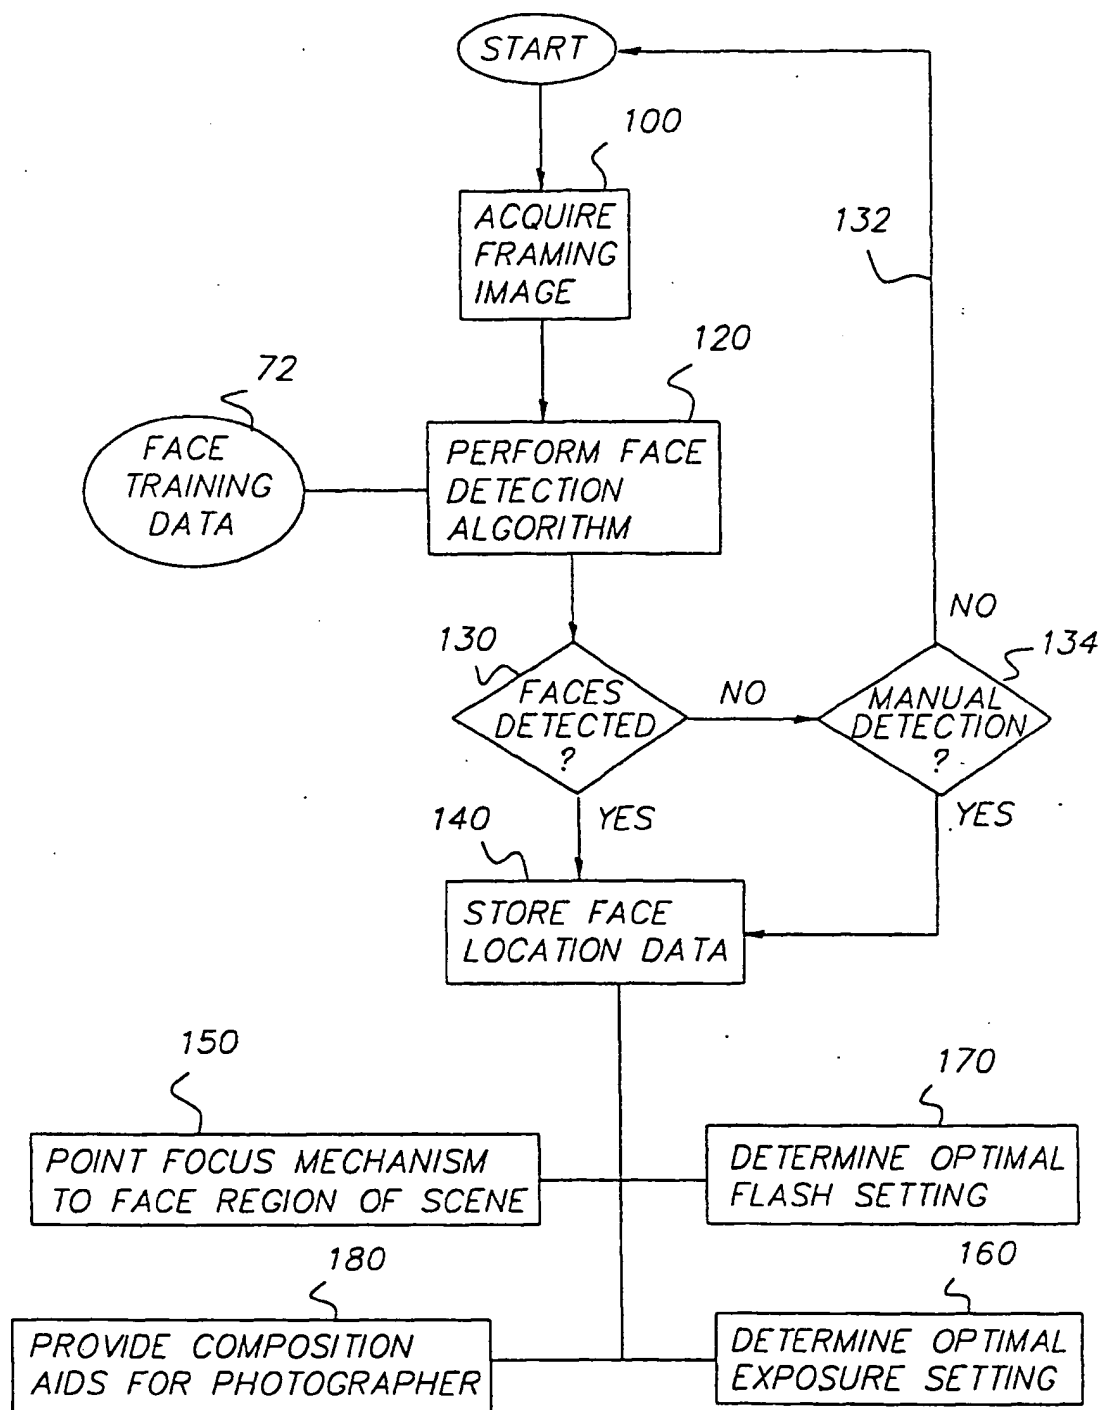 START
100
ACQUIRE
FRAMING
IMAGE
132
120
72
FACE
TRAINING
DATA
PERFORM FACE
DETECTION
ALGORITHM
NO
130
134
FACES
DETECTED
?
NO
MANUAL
DETECTION
?
YES
YES
140
STORE FACE
LOCATION DATA
150
170
POINT FOCUS MECHANISM
TO FACE REGION OF SCENE
DETERMINE OPTIMAL
FLASH SETTING
180
160
PROVIDE COMPOSITION
AIDS FOR PHOTOGRAPHER
DETERMINE OPTIMAL
EXPOSURE SETTING